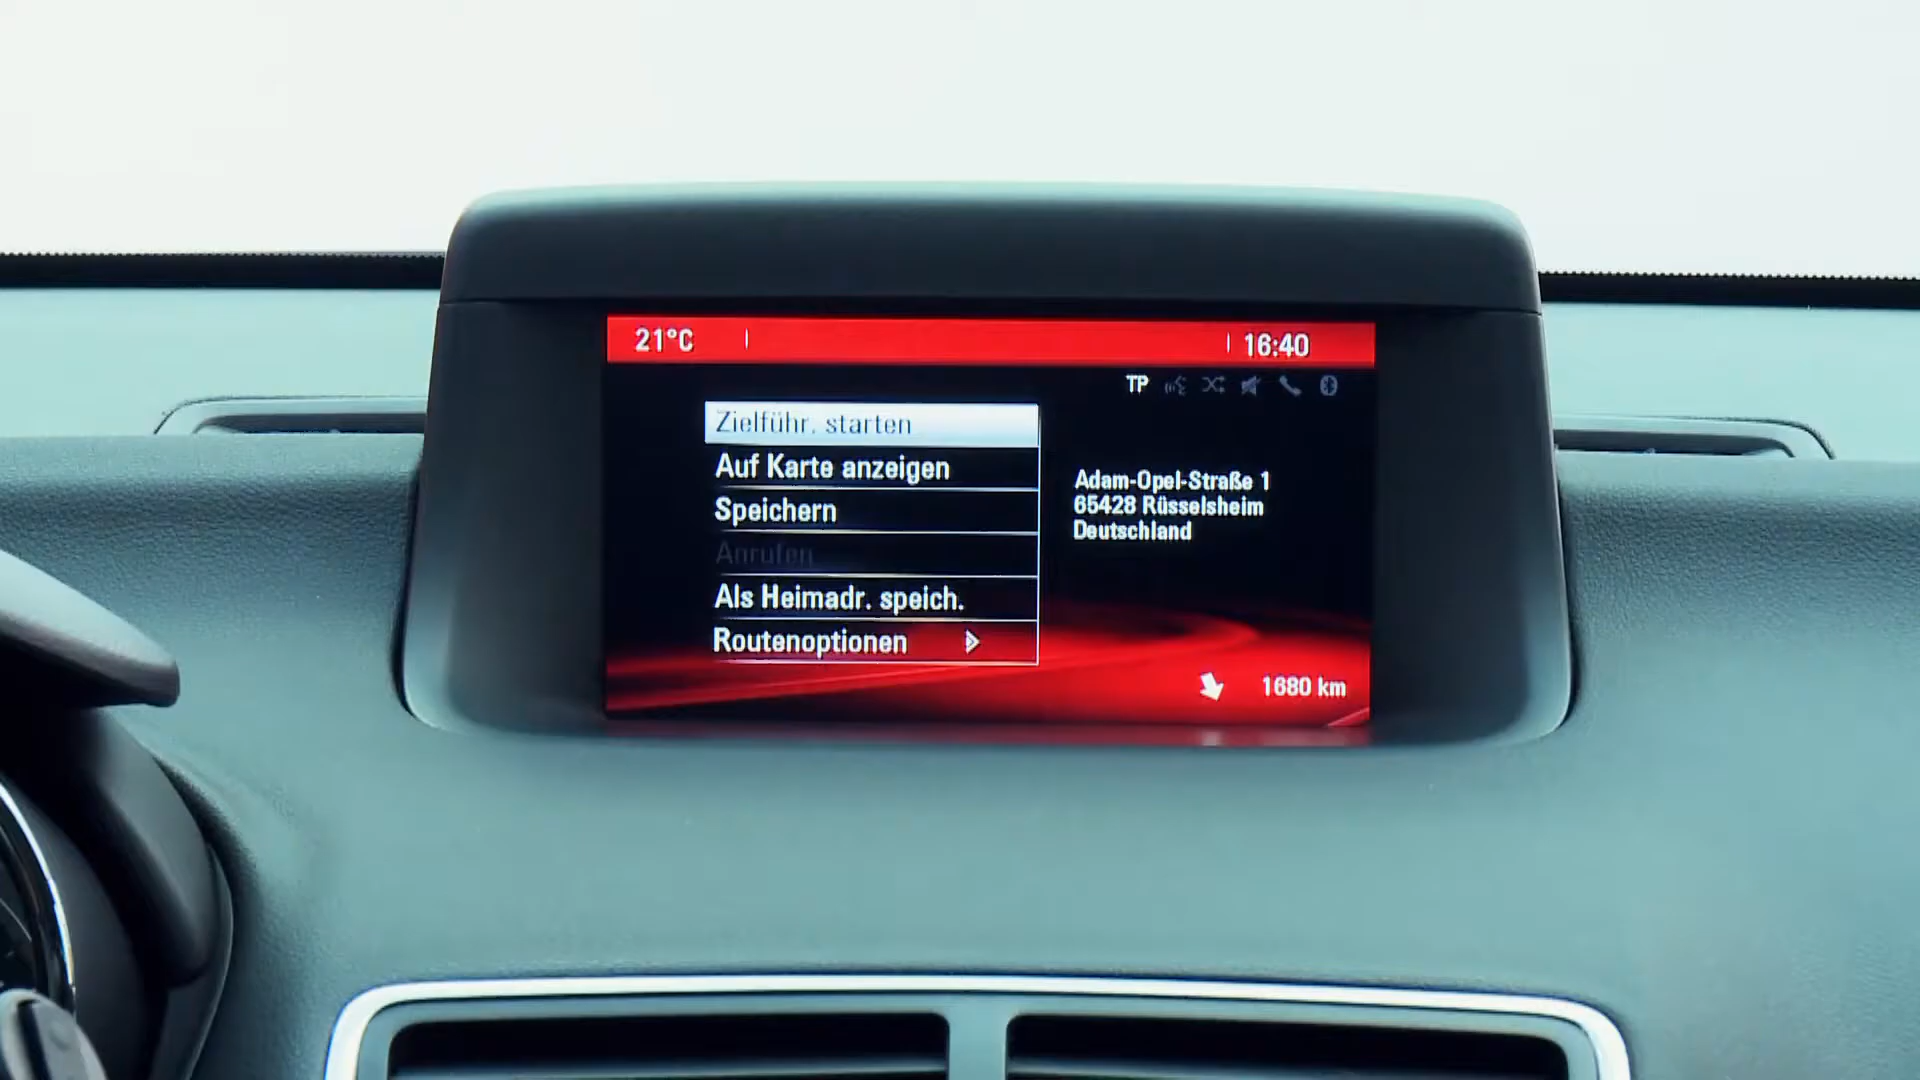 21°C
16:40
TP
Zielführ. starten
Auf Karte anzeigen
Speichern
Anrufen
Als Heimadr. speich.
Routenoptionen
Adam-Opel-Straße 1
65428 Rüsselsheim
Deutschland
1680 km